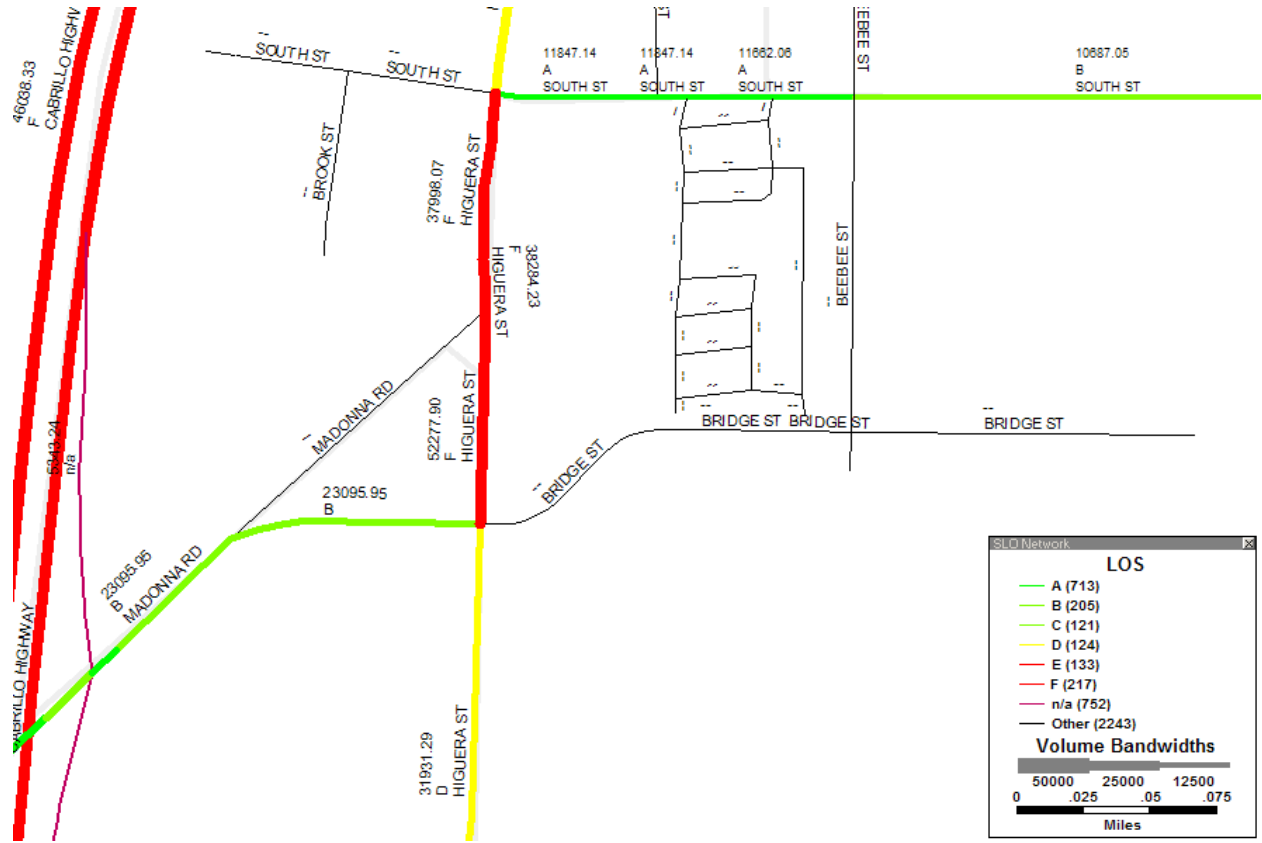 46038.33
F
CABRILLO HIGHW
--
SOUTH ST
--
SOUTH ST
--
BROOK ST
11847.14
A
SOUTH ST
11847.14
A
SOUTH ST
11662.06
A
SOUTH ST
10687.05
B
SOUTH ST
ST
EEBEE ST
37998.07
F
HIGUERA ST
38284.23
F
HIGUERA ST
52277.90
F
HIGUERA ST
--
BEEBEE ST
--
MADONNA RD
23095.95
B
23095.95
B
MADONNA RD
n/a
ABRILLO HIGHWAY
--
BRIDGE ST
--
BRIDGE ST
--
BRIDGE ST
--
BRIDGE ST
31931.29
D
HIGUERA ST
SLO Network
LOS
A (713)
B (205)
C (121)
D (124)
E (133)
F (217)
n/a (752)
Other (2243)
Volume Bandwidths
50000 25000 12500
0 .025 .05 .075
Miles